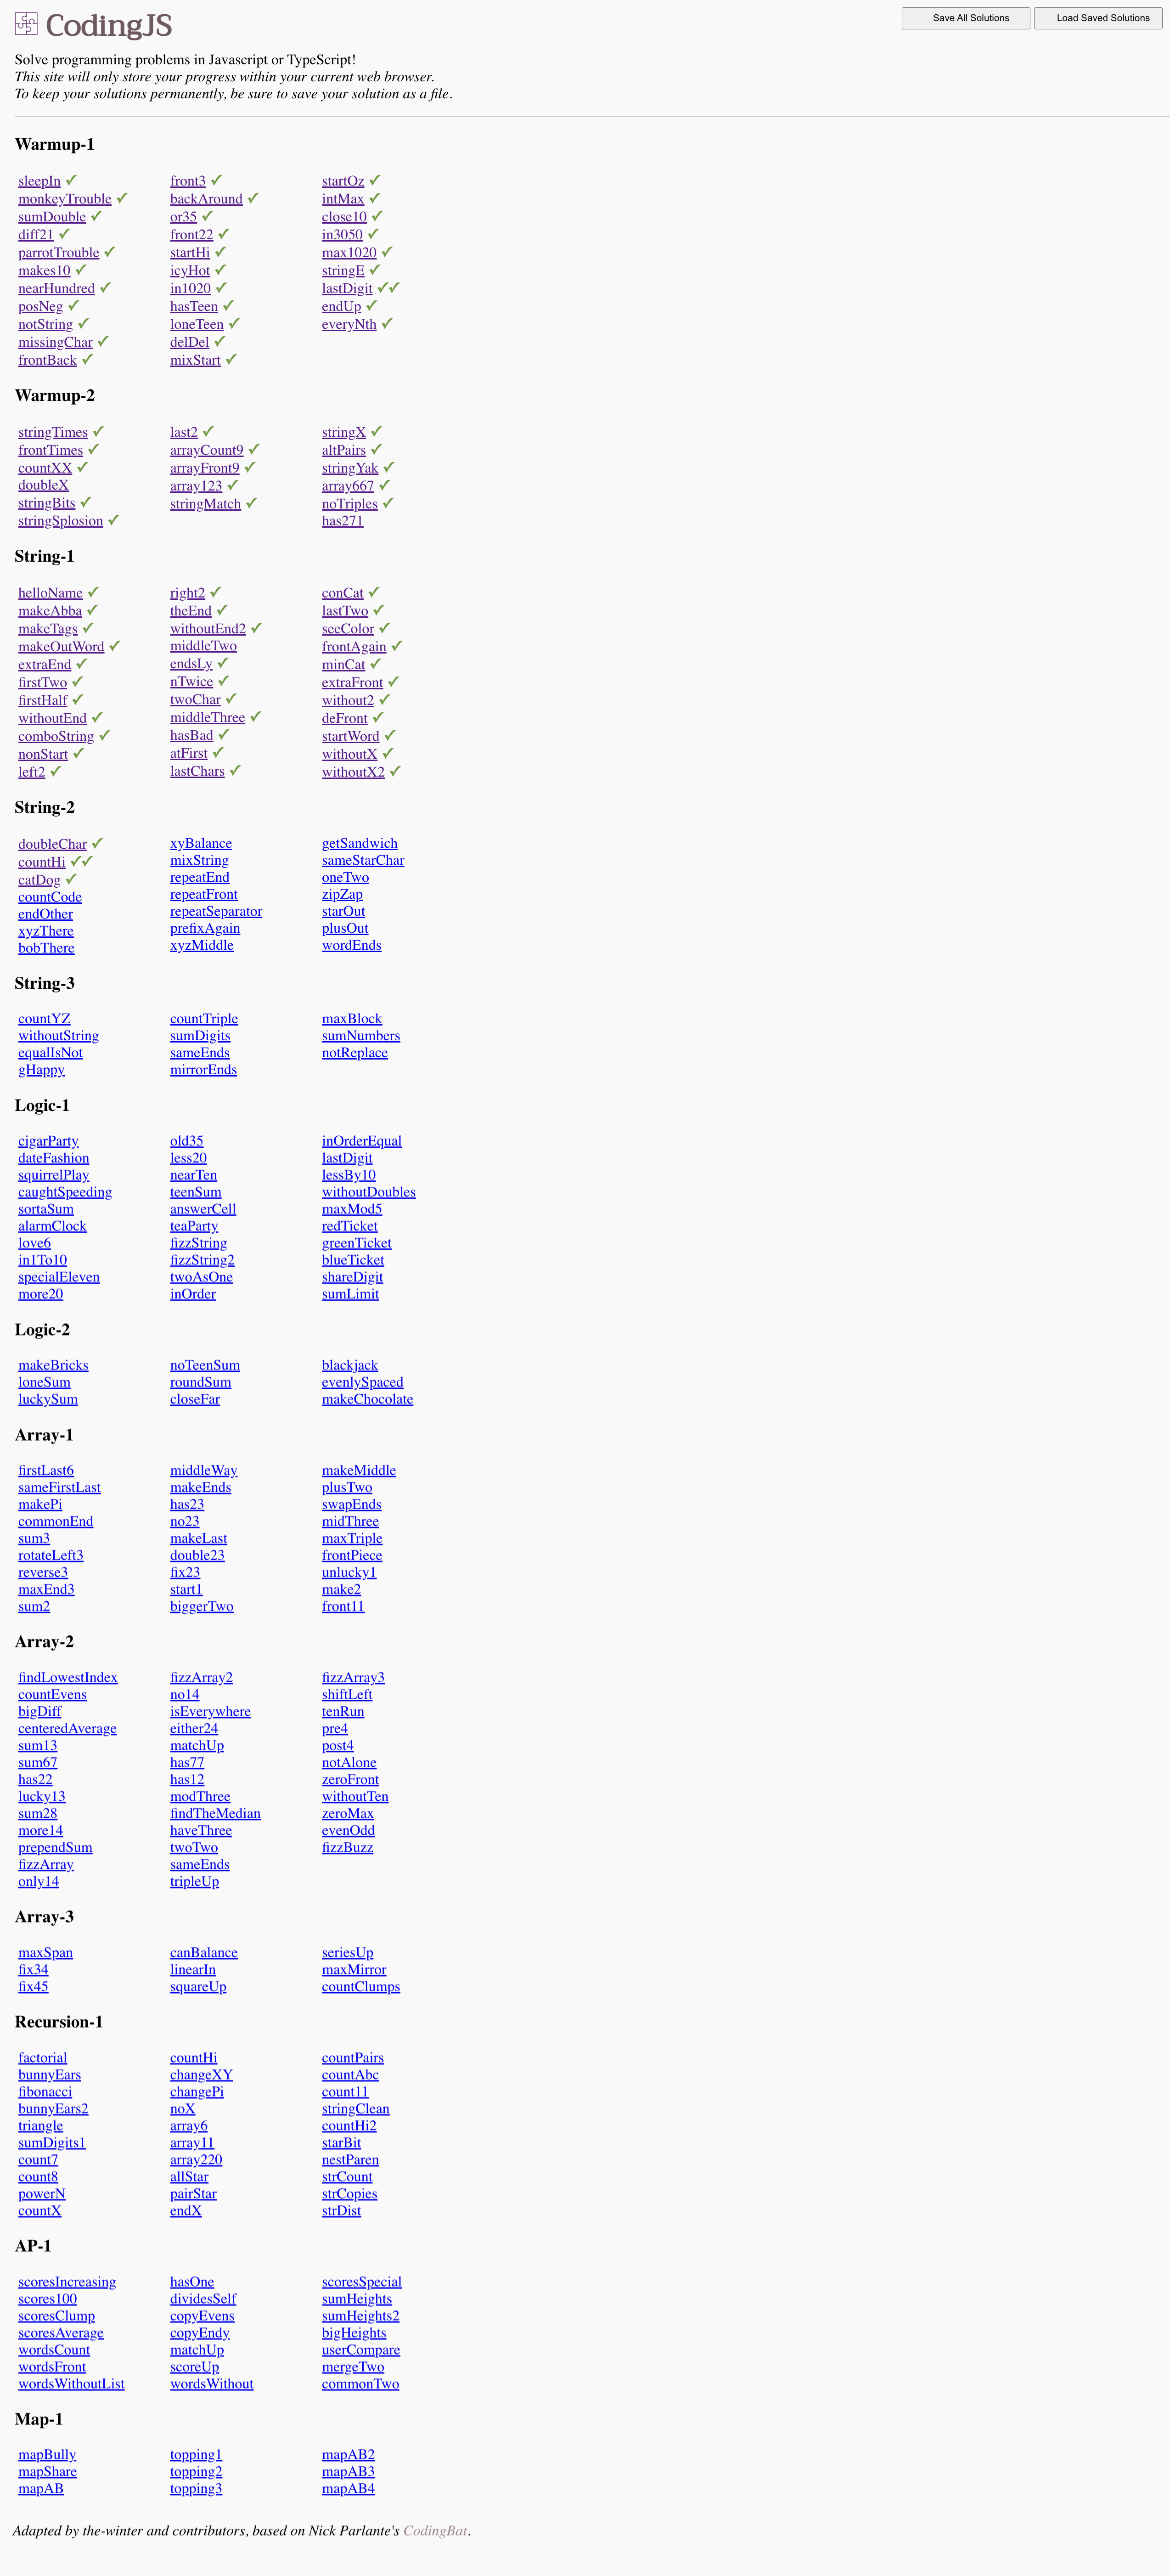 CodingJS
Save All Solutions
Load Saved Solutions
Solve programming problems in Javascript or TypeScript!
This site will only store your progress within your current web browser.
To keep your solutions permanently, be sure to save your solution as a file.
Warmup-1
sleepIn ✓ front3 ✓ startOz ✓
monkeyTrouble ✓ backAround ✓ intMax ✓
sumDouble ✓ or35 ✓ close10 ✓
diff21 ✓ front22 ✓ in3050 ✓
parrotTrouble ✓ startHi ✓ max1020 ✓
makes10 ✓ icyHot ✓ stringE ✓
nearHundred ✓ in1020 ✓ lastDigit ✓✓
posNeg ✓ hasTeen ✓ endUp ✓
notString ✓ loneTeen ✓ everyNth ✓
missingChar ✓ delDel ✓
frontBack ✓ mixStart ✓
Warmup-2
stringTimes ✓ last2 ✓ stringX ✓
frontTimes ✓ arrayCount9 ✓ altPairs ✓
countXX ✓ arrayFront9 ✓ stringYak ✓
doubleX array123 ✓ array667 ✓
stringBits ✓ stringMatch ✓ noTriples ✓
stringSplosion ✓ has271
String-1
helloName ✓ right2 ✓ conCat ✓
makeAbba ✓ theEnd ✓ lastTwo ✓
makeTags ✓ withoutEnd2 ✓ seeColor ✓
makeOutWord ✓ middleTwo frontAgain ✓
extraEnd ✓ endsLy ✓ minCat ✓
firstTwo ✓ nTwice ✓ extraFront ✓
firstHalf ✓ twoChar ✓ without2 ✓
withoutEnd ✓ middleThree ✓ deFront ✓
comboString ✓ hasBad ✓ startWord ✓
nonStart ✓ atFirst ✓ withoutX ✓
left2 ✓ lastChars ✓ withoutX2 ✓
String-2
doubleChar ✓ xyBalance getSandwich
countHi ✓✓ mixString sameStarChar
catDog ✓ repeatEnd oneTwo
countCode repeatFront zipZap
endOther repeatSeparator starOut
xyzThere prefixAgain plusOut
bobThere xyzMiddle wordEnds
String-3
countYZ countTriple maxBlock
withoutString sumDigits sumNumbers
equalIsNot sameEnds notReplace
gHappy mirrorEnds
Logic-1
cigarParty old35 inOrderEqual
dateFashion less20 lastDigit
squirrelPlay nearTen lessBy10
caughtSpeeding teenSum withoutDoubles
sortaSum answerCell maxMod5
alarmClock teaParty redTicket
love6 fizzString greenTicket
in1To10 fizzString2 blueTicket
specialEleven twoAsOne shareDigit
more20 inOrder sumLimit
Logic-2
makeBricks noTeenSum blackjack
loneSum roundSum evenlySpaced
luckySum closeFar makeChocolate
Array-1
firstLast6 middleWay makeMiddle
sameFirstLast makeEnds plusTwo
makePi has23 swapEnds
commonEnd no23 midThree
sum3 makeLast maxTriple
rotateLeft3 double23 frontPiece
reverse3 fix23 unlucky1
maxEnd3 start1 make2
sum2 biggerTwo front11
Array-2
findLowestIndex fizzArray2 fizzArray3
countEvens no14 shiftLeft
bigDiff isEverywhere tenRun
centeredAverage either24 pre4
sum13 matchUp post4
sum67 has77 notAlone
has22 has12 zeroFront
lucky13 modThree withoutTen
sum28 findTheMedian zeroMax
more14 haveThree evenOdd
prependSum twoTwo fizzBuzz
fizzArray sameEnds
only14 tripleUp
Array-3
maxSpan canBalance seriesUp
fix34 linearIn maxMirror
fix45 squareUp countClumps
Recursion-1
factorial countHi countPairs
bunnyEars changeXY countAbc
fibonacci changePi count11
bunnyEars2 noX stringClean
triangle array6 countHi2
sumDigits1 array11 starBit
count7 array220 nestParen
count8 allStar strCount
powerN pairStar strCopies
countX endX strDist
AP-1
scoresIncreasing hasOne scoresSpecial
scores100 dividesSelf sumHeights
scoresClump copyEvens sumHeights2
scoresAverage copyEndy bigHeights
wordsCount matchUp userCompare
wordsFront scoreUp mergeTwo
wordsWithoutList wordsWithout commonTwo
Map-1
mapBully topping1 mapAB2
mapShare topping2 mapAB3
mapAB topping3 mapAB4
Adapted by the-winter and contributors, based on Nick Parlante's CodingBat.